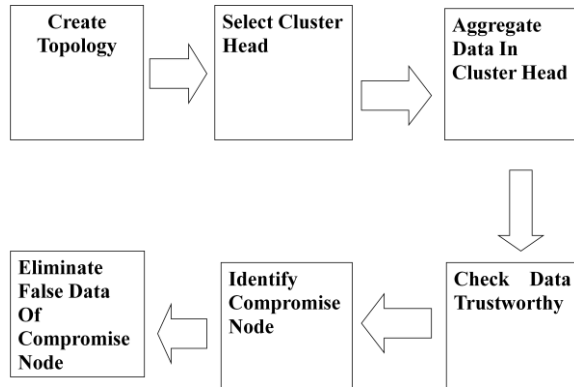 Create
Topology
Select Cluster
Head
Aggregate
Data In
Cluster Head
Check Data
Trustworthy
Identify
Compromise
Node
Eliminate
False Data
Of
Compromise
Node